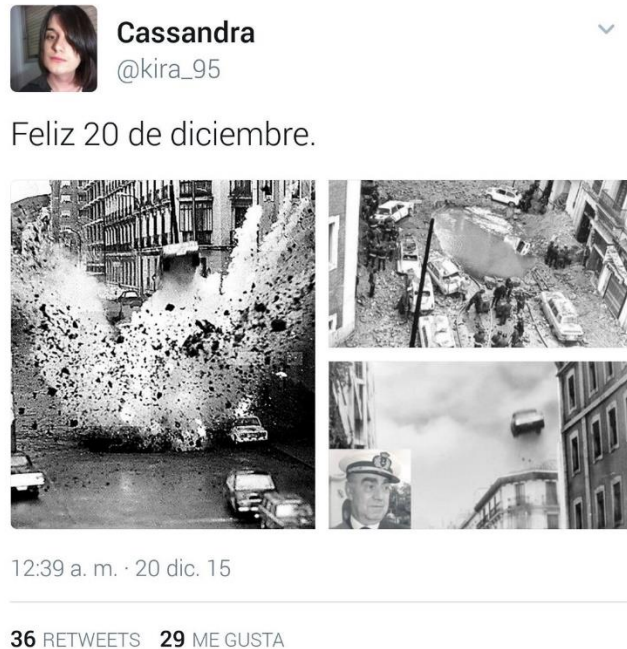 Cassandra
@kira_95
Feliz 20 de diciembre.
12:39 a. m. · 20 dic. 15
36 RETWEETS 29 ME GUSTA